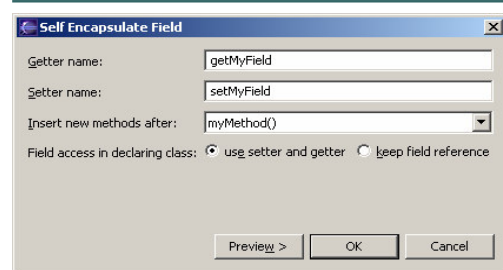 Self Encapsulate Field
Getter name: getMyField
Setter name: setMyField
Insert new methods after: myMethod()
Field access in declaring class: use setter and getter keep field reference
Preview > OK Cancel